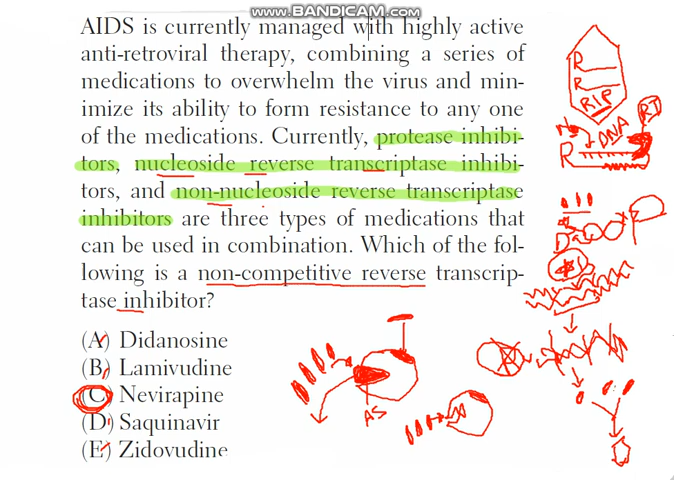 WWW.BANDICAM.COM
AIDS is currently managed with highly active
anti-retroviral therapy, combining a series of
medications to overwhelm the virus and min-
imize its ability to form resistance to any one
of the medications. Currently, protease inhibi-
tors, nucleoside reverse transcriptase inhibi-
tors, and non-nucleoside reverse transcriptase
inhibitors are three types of medications that
can be used in combination. Which of the fol-
lowing is a non-competitive reverse transcrip-
tase inhibitor?
(A) Didanosine
(B) Lamivudine
(C) Nevirapine
(D) Saquinavir
(E) Zidovudine
R
R
RIP
RT
N
DNA
R
D
I
AS